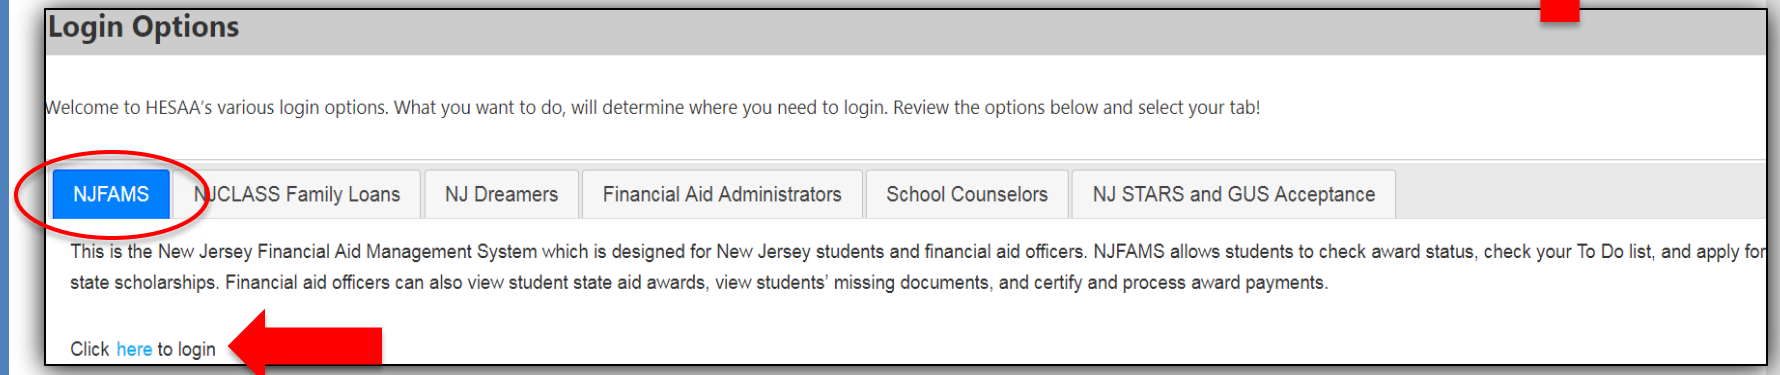 Login Options
Welcome to HESAA's various login options. What you want to do, will determine where you need to login. Review the options below and select your tab!
NJFAMS NJCLASS Family Loans NJ Dreamers Financial Aid Administrators School Counselors NJ STARS and GUS Acceptance
This is the New Jersey Financial Aid Management System which is designed for New Jersey students and financial aid officers. NJFAMS allows students to check award status, check your To Do list, and apply for
state scholarships. Financial aid officers can also view student state aid awards, view students' missing documents, and certify and process award payments.
Click here to login